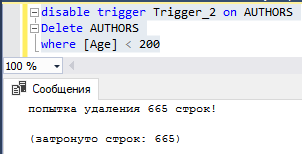 disable trigger Trigger_2 on AUTHORS
Delete AUTHORS
where [Age] < 200
100 %
Сообщения
попытка удаления 665 строк!
(затронуто строк: 665)